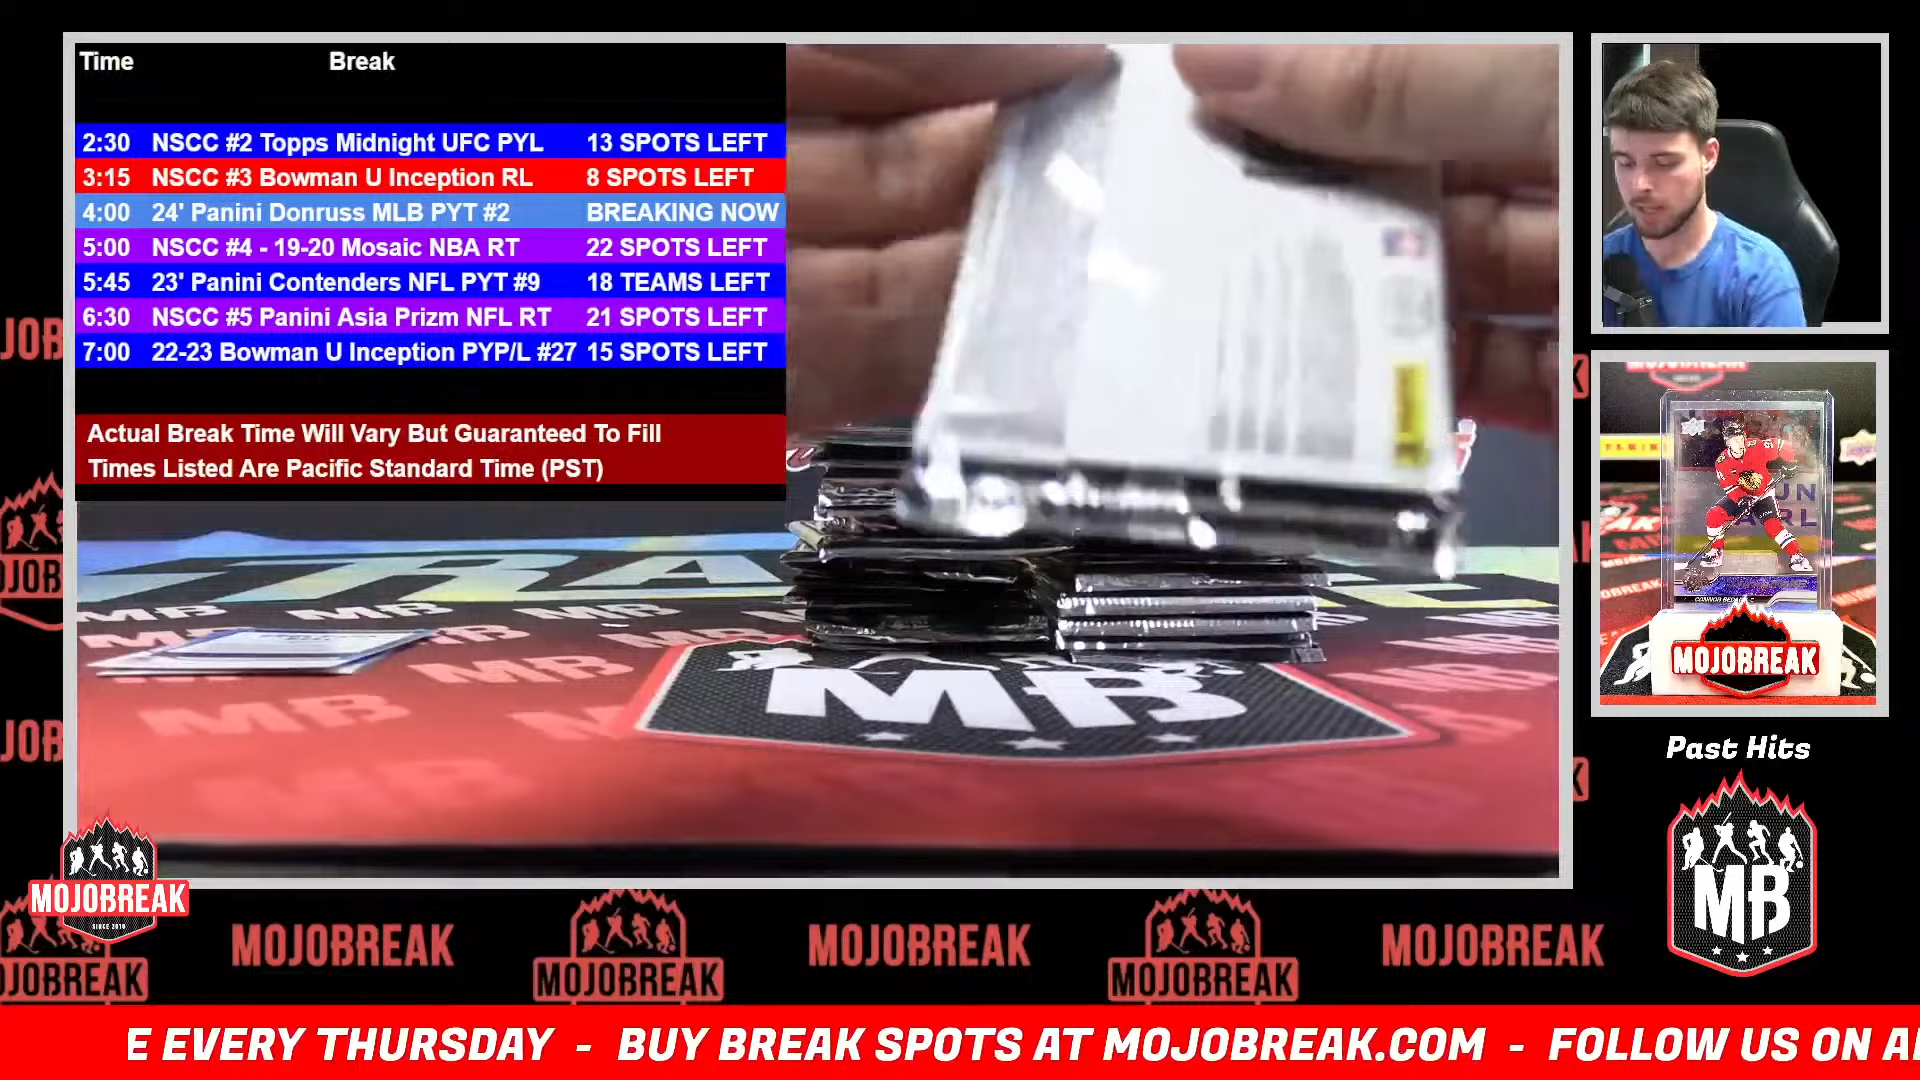 Time Break
2:30 NSCC #2 Topps Midnight UFC PYL 13 SPOTS LEFT
3:15 NSCC #3 Bowman U Inception RL 8 SPOTS LEFT
4:00 24' Panini Donruss MLB PYT #2 BREAKING NOW
5:00 NSCC #4 - 19-20 Mosaic NBA RT 22 SPOTS LEFT
5:45 23' Panini Contenders NFL PYT #9 18 TEAMS LEFT
6:30 NSCC #5 Panini Asia Prizm NFL RT 21 SPOTS LEFT
7:00 22-23 Bowman U Inception PYP/L #27 15 SPOTS LEFT
Actual Break Time Will Vary But Guaranteed To Fill
Times Listed Are Pacific Standard Time (PST)
MB
MOJOBREAK
Past Hits
MB
MOJOBREAK
SINCE 2010
MOJOBREAK MOJOBREAK MOJOBREAK MOJOBREAK MOJOBREAK
E EVERY THURSDAY - BUY BREAK SPOTS AT MOJOBREAK.COM - FOLLOW US ON